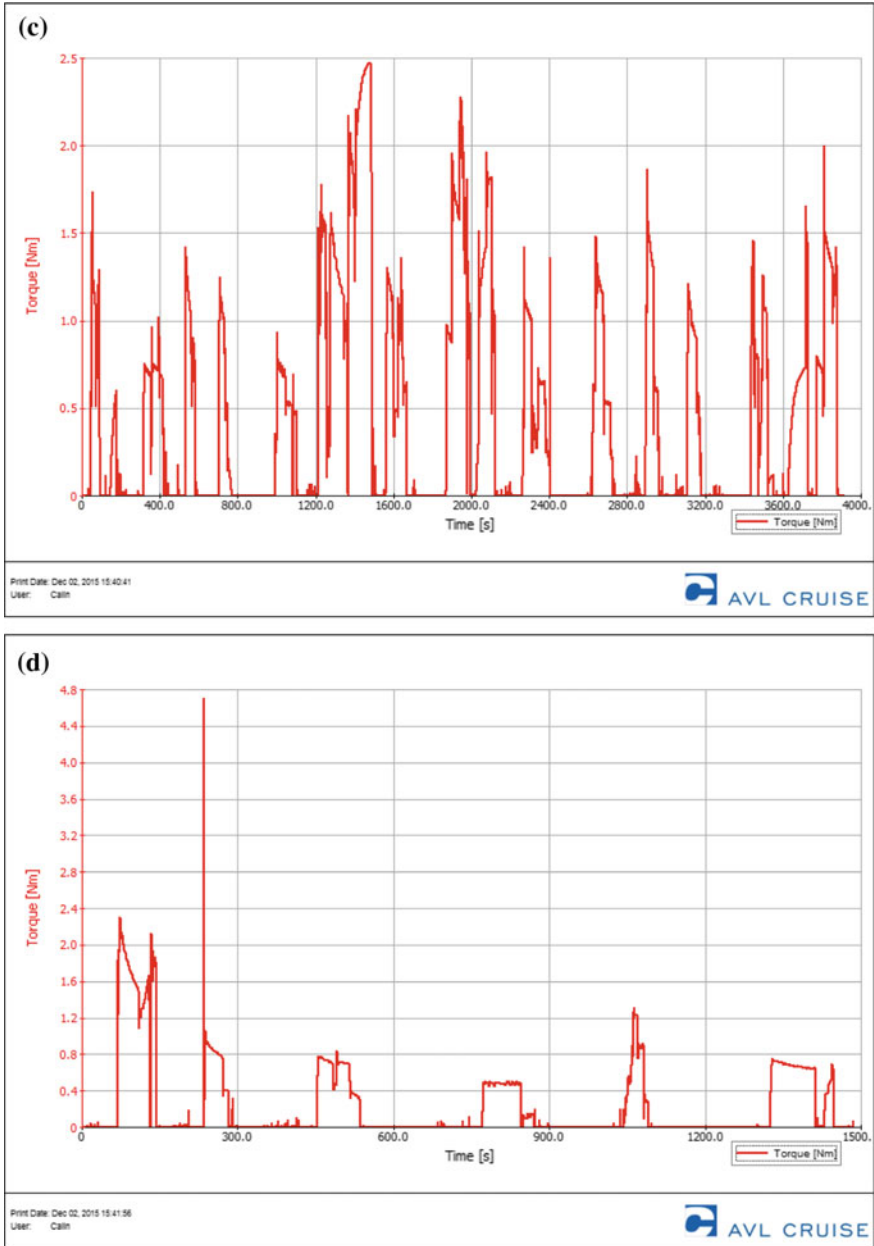 (c)
2.5
2.0
1.5
1.0
0.5
0
Torque [Nm]
0 400.0 800.0 1200.0 1600.0 2000.0 2400.0 2800.0 3200.0 3600.0 4000.
Time [s]
Torque [Nm]
Print Date: Dec 02, 2015 15:40:41
User: Calin
AVL CRUISE
(d)
4.8
4.4
4.0
3.6
3.2
2.8
2.4
2.0
1.6
1.2
0.8
0.4
0
Torque [Nm]
0 300.0 600.0 900.0 1200.0 1500.
Time [s]
Torque [Nm]
Print Date: Dec 02, 2015 15:41:56
User: Calin
AVL CRUISE